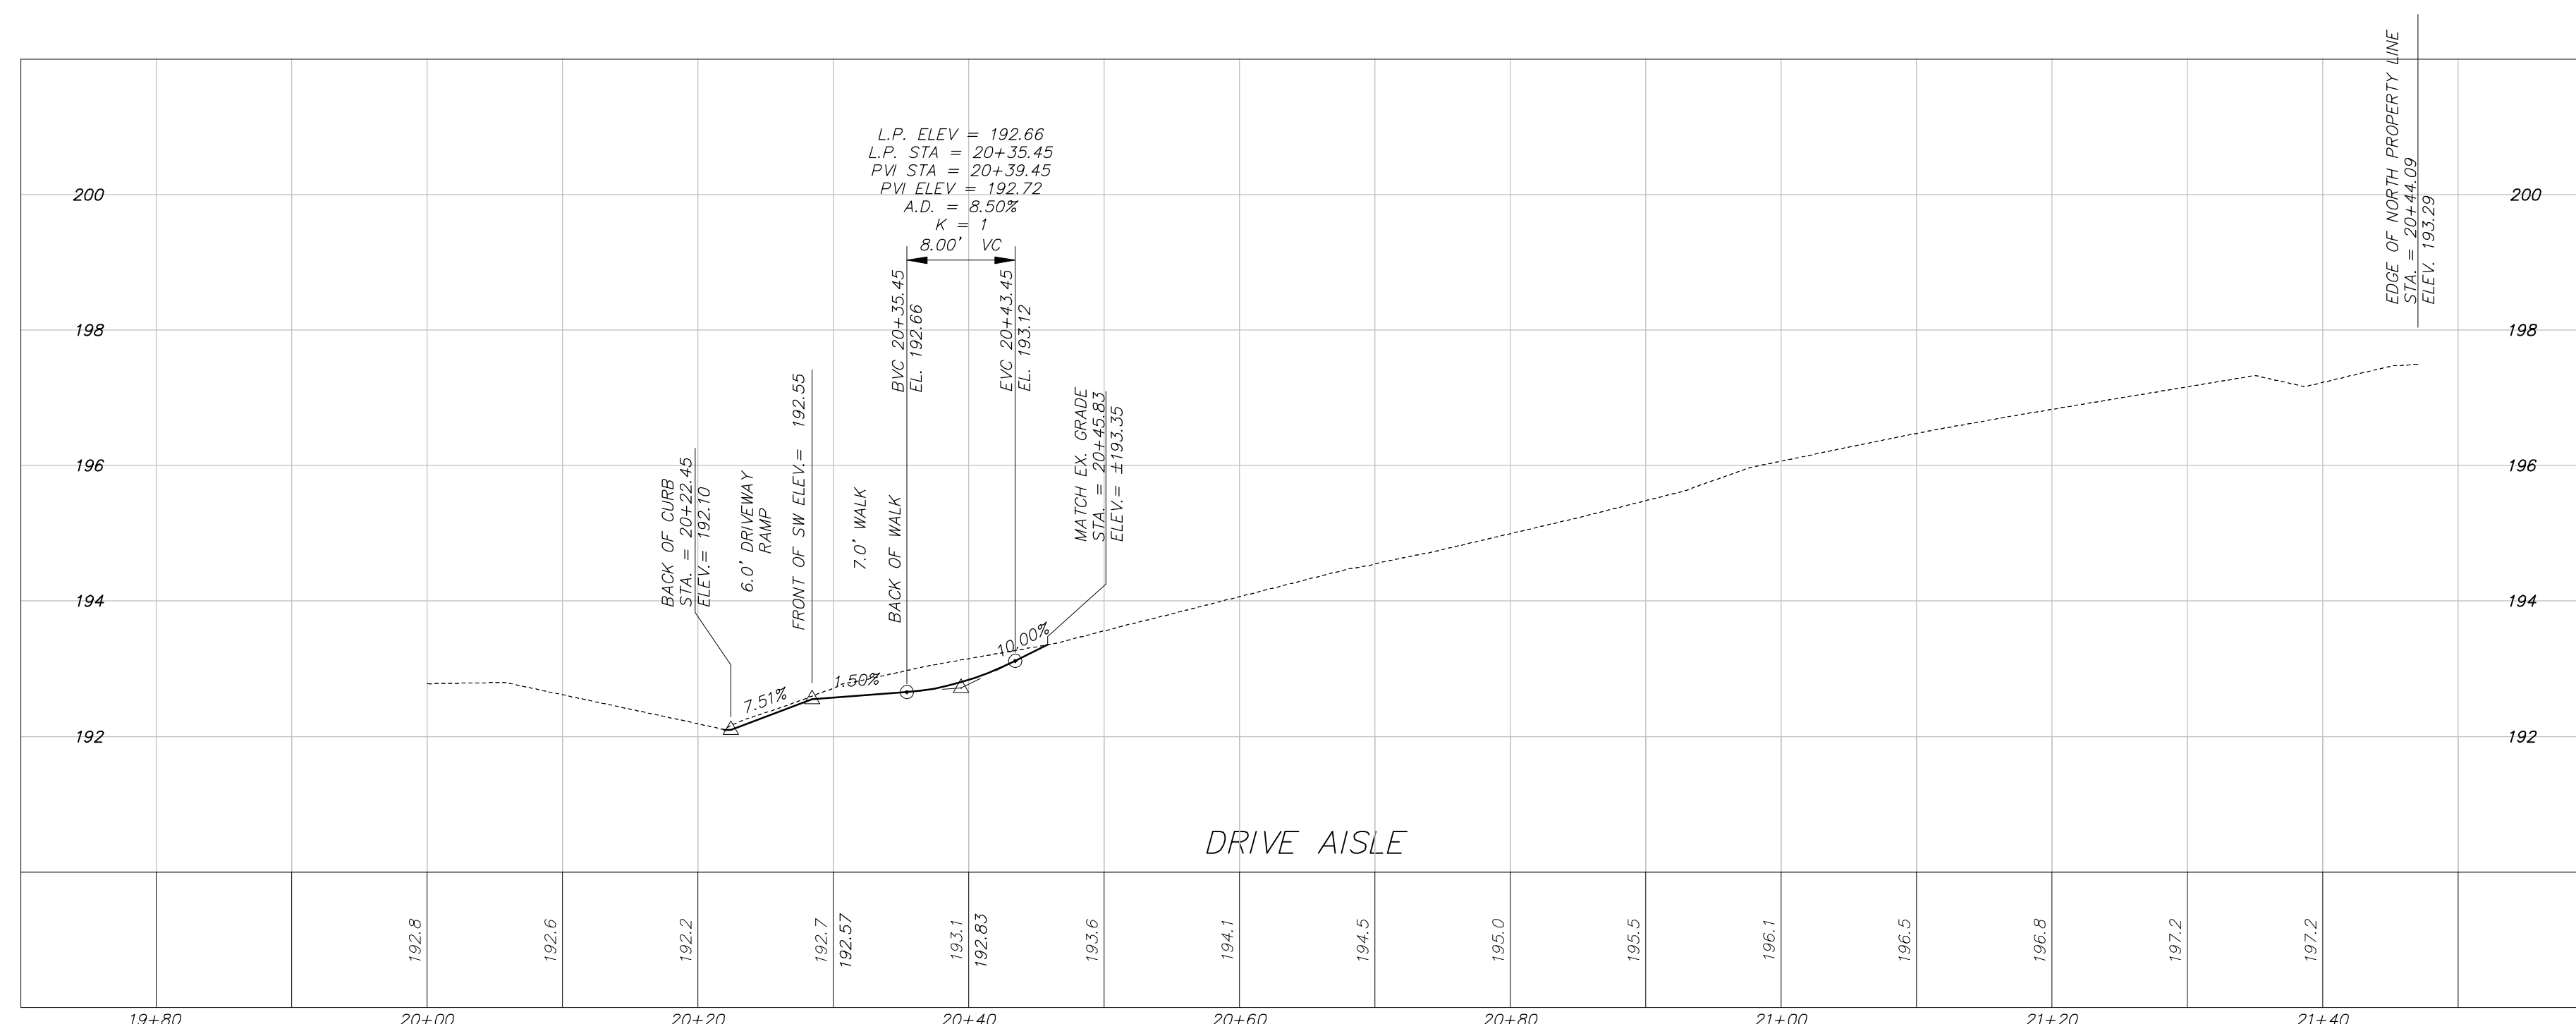 EDGE OF NORTH PROPERTY LINE
STA. = 20+44.09
ELEV. 193.29
L.P. ELEV = 192.66
L.P. STA = 20+35.45
PVI STA = 20+39.45
PVI ELEV = 192.72
A.D. = 8.50%
K = 1
8.00' VC
200
200
198
198
196
196
194
194
192
192
BVC 20+35.45
EL. 192.66
EVC 20+43.45
EL. 193.12
BACK OF CURB
STA. = 20+22.45
ELEV.= 192.10
6.0' DRIVEWAY
RAMP
FRONT OF SW ELEV.= 192.55
7.0' WALK
BACK OF WALK
MATCH EX. GRADE
STA. = 20+45.83
ELEV.= ±193.35
7.51%
1.50%
10.00%
DRIVE AISLE
192.8
192.6
192.2
192.7
192.57
193.1
192.83
193.6
194.1
194.5
195.0
195.5
196.1
196.5
196.8
197.2
197.2
19+80
20+00
20+20
20+40
20+60
20+80
21+00
21+20
21+40